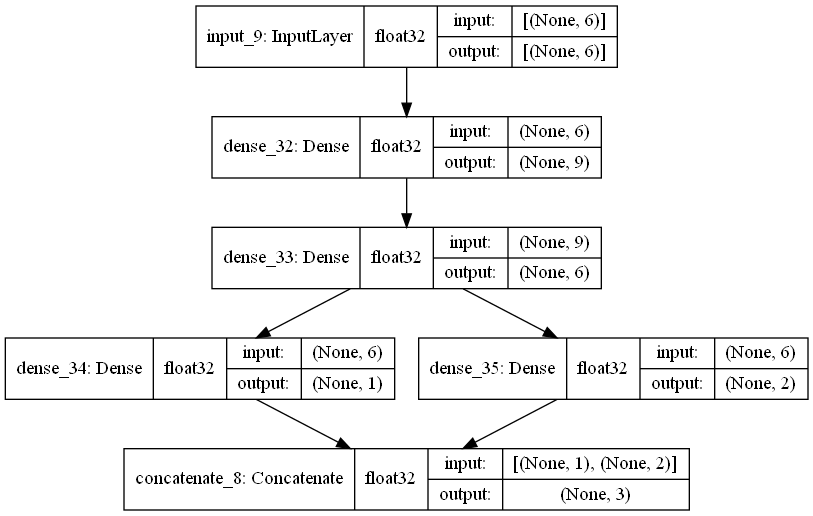 input_9: InputLayer float32 input: [(None, 6)]
output: [(None, 6)]
dense_32: Dense float32 input: (None, 6)
output: (None, 9)
dense_33: Dense float32 input: (None, 9)
output: (None, 6)
dense_34: Dense float32 input: (None, 6)
output: (None, 1)
dense_35: Dense float32 input: (None, 6)
output: (None, 2)
concatenate_8: Concatenate float32 input: [(None, 1), (None, 2)]
output: (None, 3)